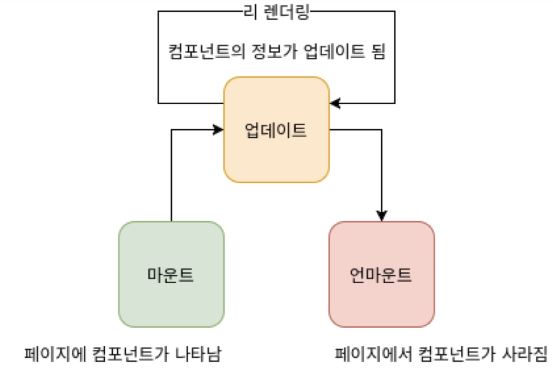 리 렌더링
컴포넌트의 정보가 업데이트 됨
업데이트
마운트
언마운트
페이지에 컴포넌트가 나타남
페이지에서 컴포넌트가 사라짐